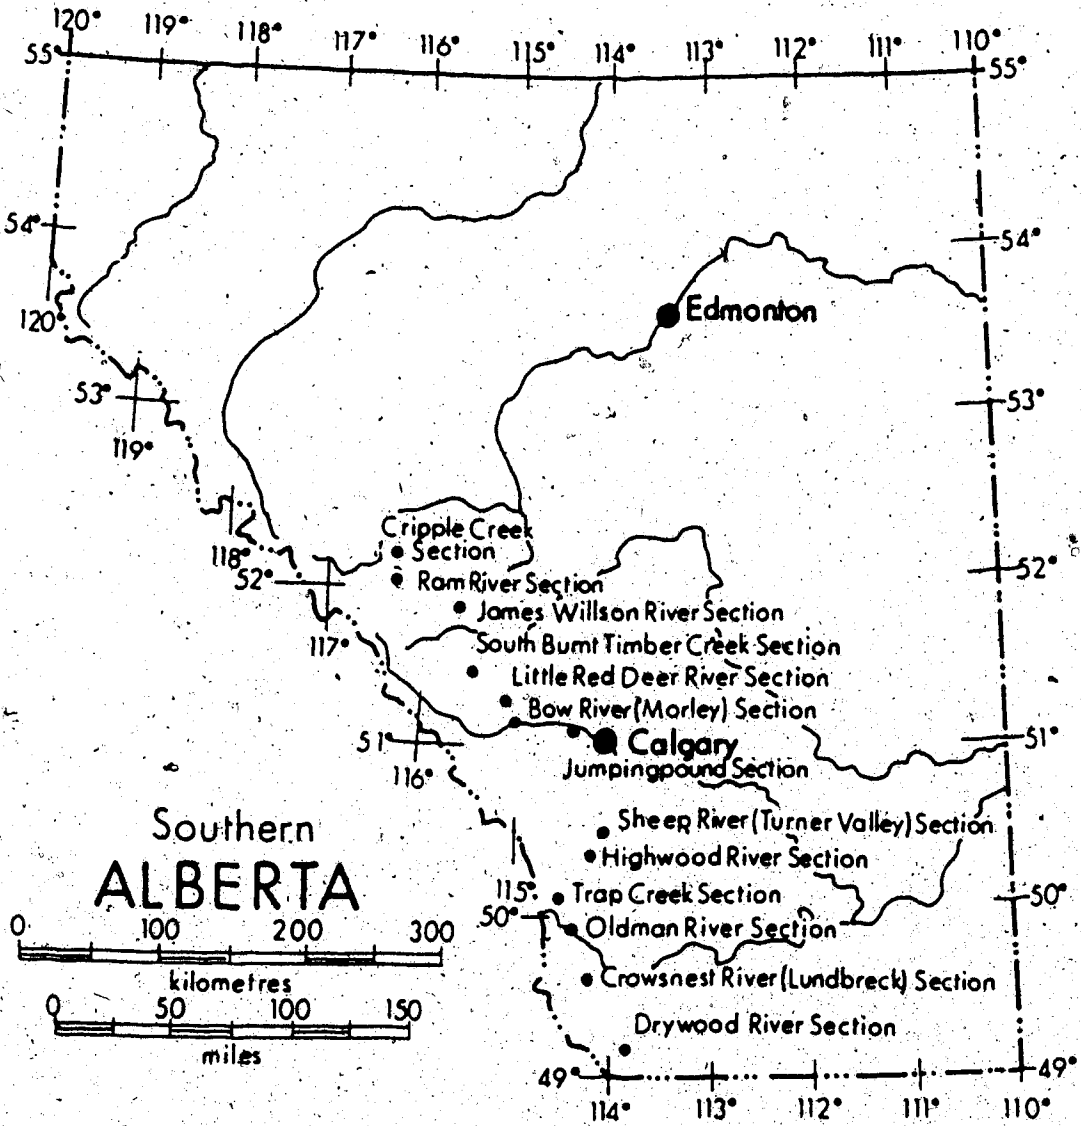 120° 119° 118° 117° 116° 115° 114° 113° 112° 111° 110°
55° 55°
54° 54°
Edmonton
120°
53° 53°
119°
Cripple Creek
Section
118°
52° 52°
Ram River Section
James Willson River Section
117°
South Burnt Timber Creek Section
Little Red Deer River Section
Bow River (Morley) Section
51° Calgary 51°
116°
Jumpingpound Section
Southern
ALBERTA
Sheep River (Turner Valley) Section
Highwood River Section
115°
Trap Creek Section
50° 50°
Oldman River Section
0 100 200 300
kilometres
Crowsnest River (Lundbreck) Section
0 50 100 150
miles
Drywood River Section
49° 49°
114° 113° 112° 111° 110°